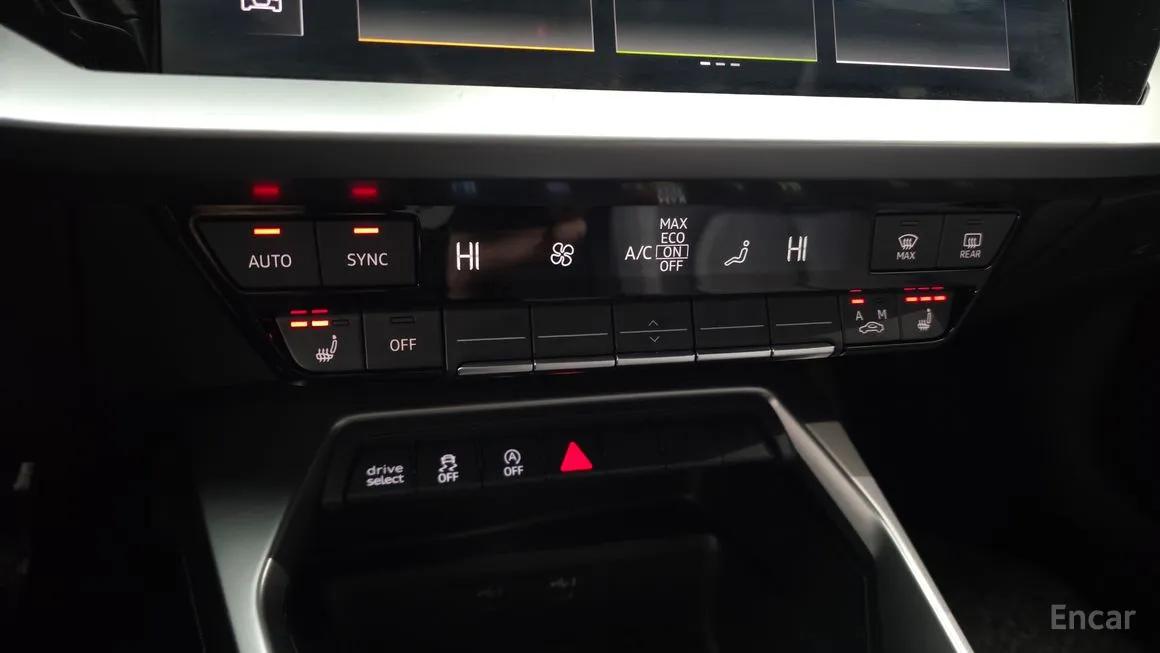 AUTO
SYNC
HI
A/C
MAX
ECO
ON
OFF
HI
MAX
REAR
OFF
A M
drive
select
OFF
A
OFF
Encar